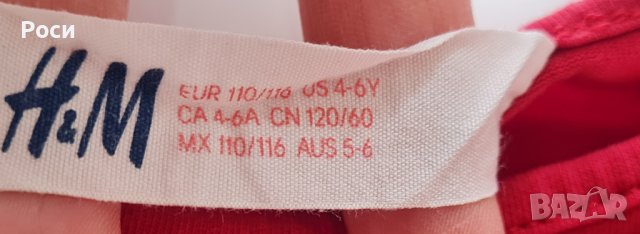 Роси
H&M
EUR 110/116 US 4-6Y
CA 4-6A CN 120/60
MX 110/116 AUS 5-6
BAZAR